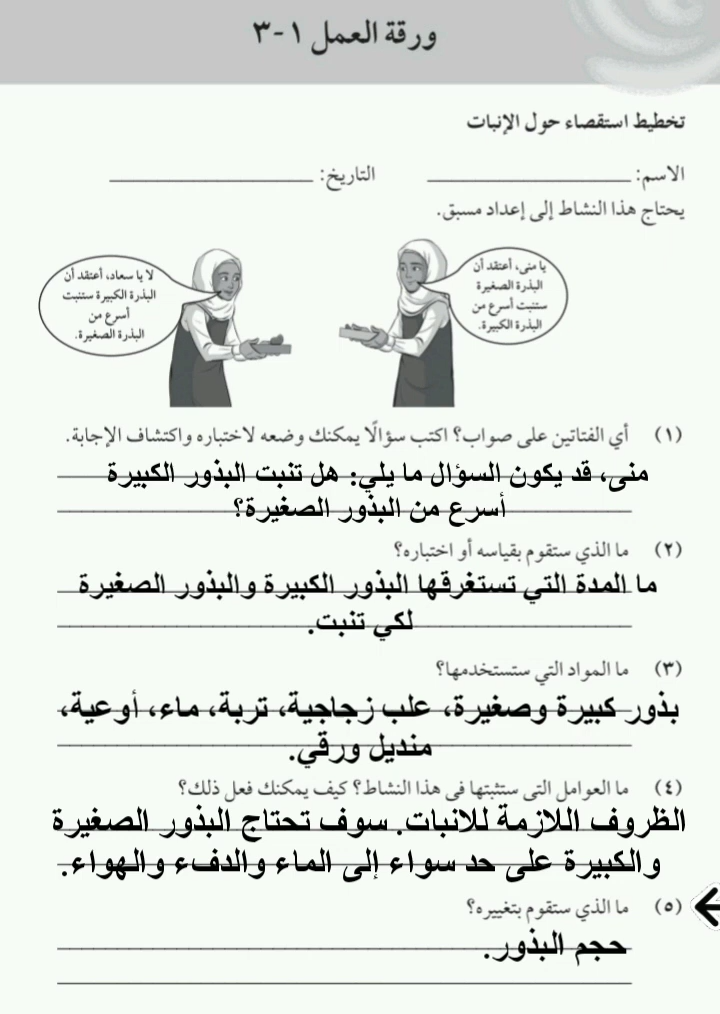 ورقة العمل ١-٣
تخطيط استقصاء حول الإنبات
الاسم: ____________ التاريخ: ____________
يحتاج هذا النشاط إلى إعداد مسبق.
يا منى، أعتقد أن
البذرة الصغيرة
ستنبت أسرع من
البذرة الكبيرة.
لا يا سعاد، أعتقد أن
البذرة الكبيرة ستنبت
أسرع من
البذرة الصغيرة.
(١) أي الفتاتين على صواب؟ اكتب سؤالًا يمكنك وضعه لاختباره واكتشاف الإجابة.
منى، قد يكون السؤال ما يلي: هل تنبت البذور الكبيرة
أسرع من البذور الصغيرة؟
(٢) ما الذي ستقوم بقياسه أو اختباره؟
ما المدة التي تستغرقها البذور الكبيرة والبذور الصغيرة
لكي تنبت.
(٣) ما المواد التي ستستخدمها؟
بذور كبيرة وصغيرة، علب زجاجية، تربة، ماء، أوعية،
منديل ورقي.
(٤) ما العوامل التي ستثبتها في هذا النشاط؟ كيف يمكنك فعل ذلك؟
الظروف اللازمة للانبات. سوف تحتاج البذور الصغيرة
والكبيرة على حد سواء إلى الماء والدفء والهواء.
(٥) ما الذي ستقوم بتغييره؟
حجم البذور.